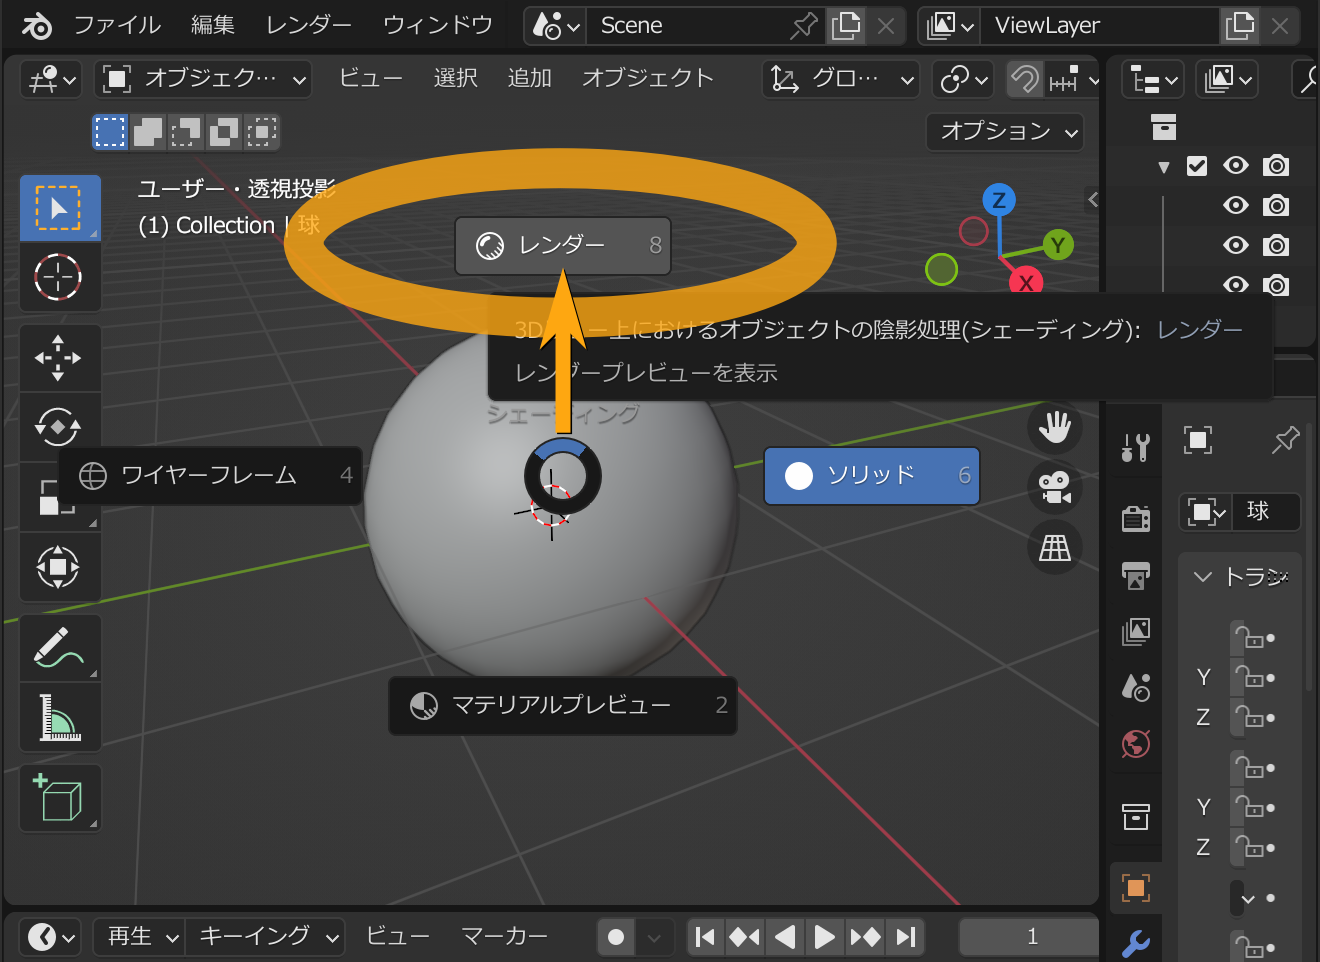 ファイル 編集 レンダー ウィンドウ Scene ViewLayer
オブジェク… ビュー 選択 追加 オブジェクト グロ…
オプション
ユーザー・透視投影
(1) Collection | 球
Z
Y
X
レンダー 8
3D 上におけるオブジェクトの陰影処理(シェーディング): レンダー
レンダープレビューを表示
シェーディング
ワイヤーフレーム 4
ソリッド 6
マテリアルプレビュー 2
球
トラン
Y
Z
Y
Z
再生 キーイング ビュー マーカー 1